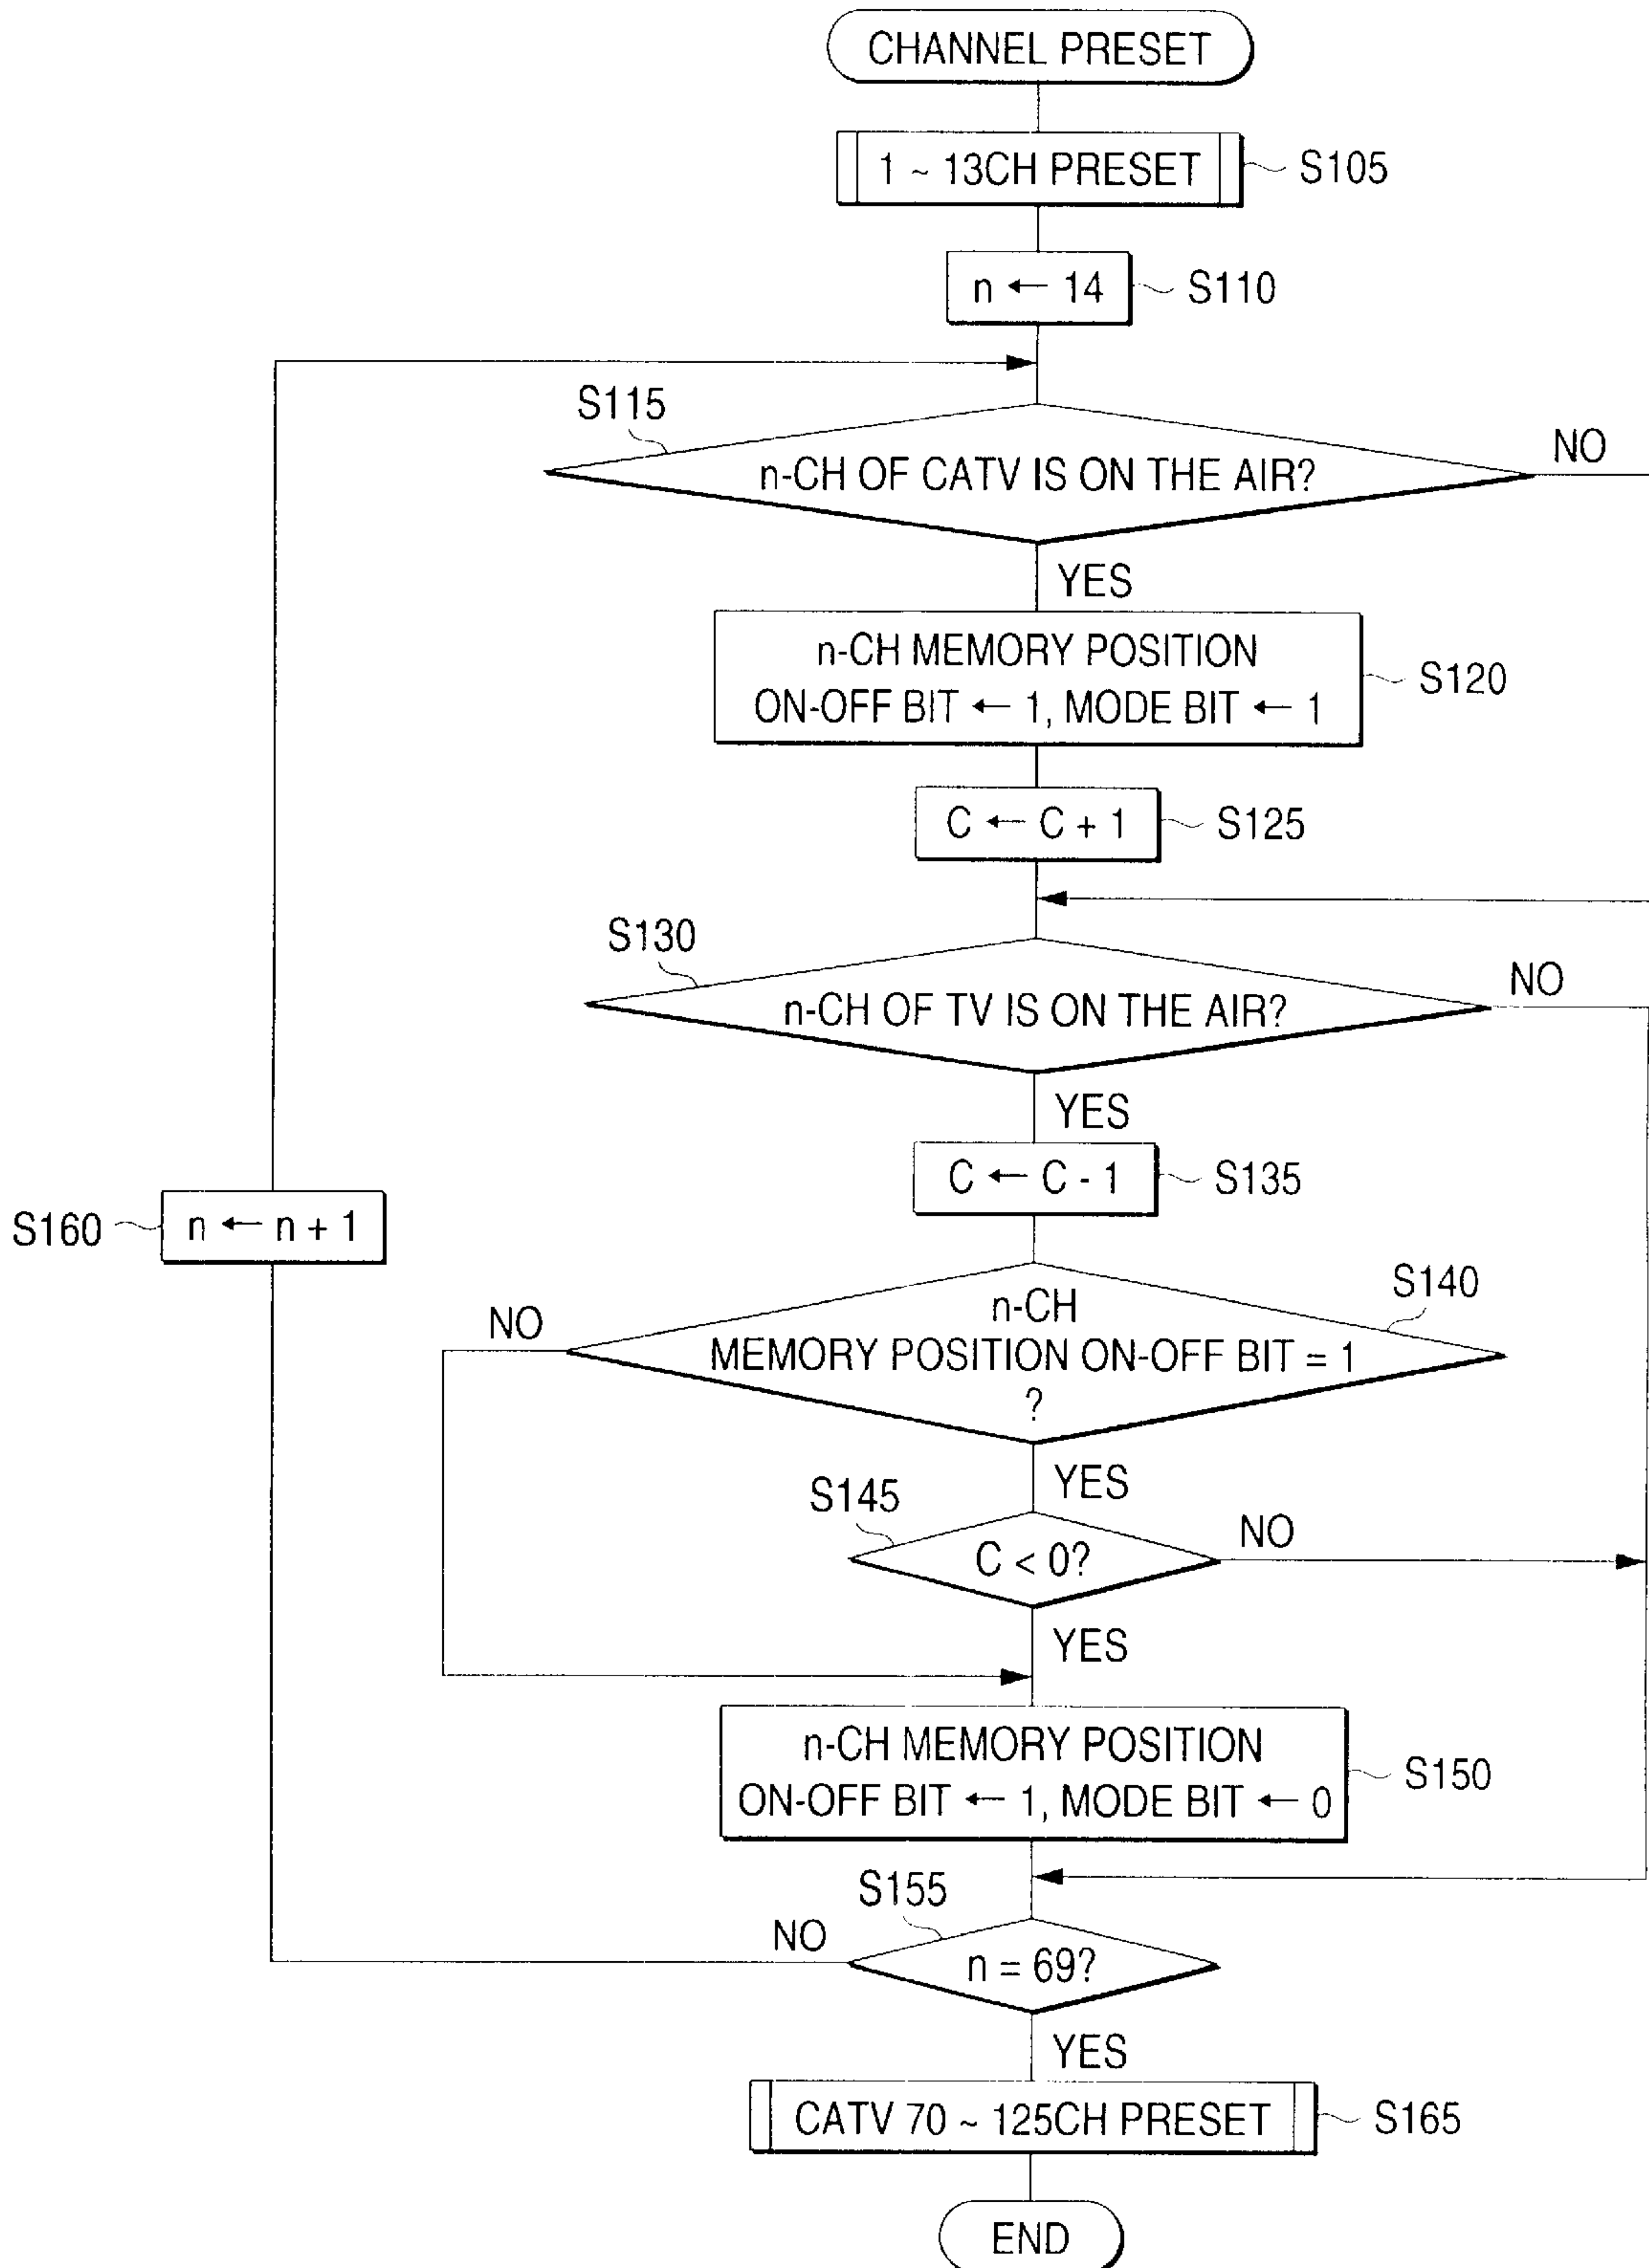 CHANNEL PRESET
1 ~ 13CH PRESET
S105
n ← 14
S110
S115
n-CH OF CATV IS ON THE AIR?
NO
YES
n-CH MEMORY POSITION
ON-OFF BIT ← 1, MODE BIT ← 1
S120
C ← C + 1
S125
S130
n-CH OF TV IS ON THE AIR?
NO
YES
C ← C - 1
S135
S160
n ← n + 1
S140
NO
n-CH
MEMORY POSITION ON-OFF BIT = 1
?
YES
S145
C < 0?
NO
YES
n-CH MEMORY POSITION
ON-OFF BIT ← 1, MODE BIT ← 0
S150
S155
NO
n = 69?
YES
CATV 70 ~ 125CH PRESET
S165
END